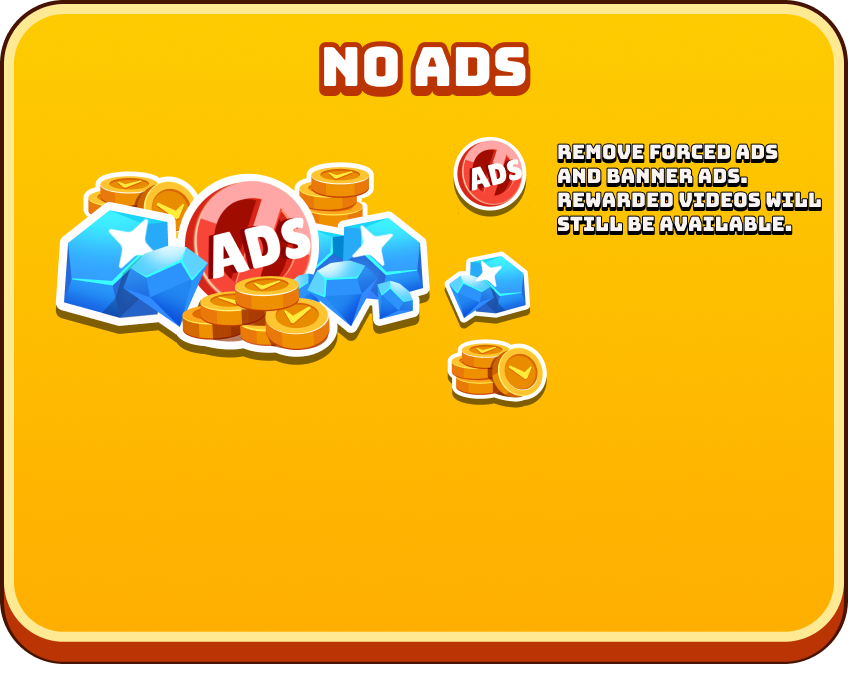 NO ADS
ADS
REMOVE FORCED ADS
AND BANNER ADS.
REWARDED VIDEOS WILL
STILL BE AVAILABLE.
ADS